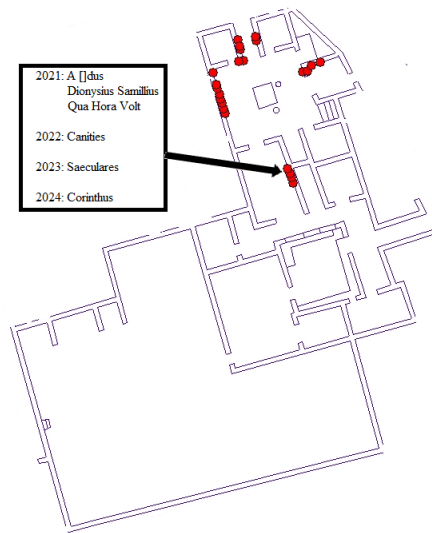 2021: A []dus
Dionysius Samillius
Qua Hora Volt
2022: Canities
2023: Saeculares
2024: Corinthus